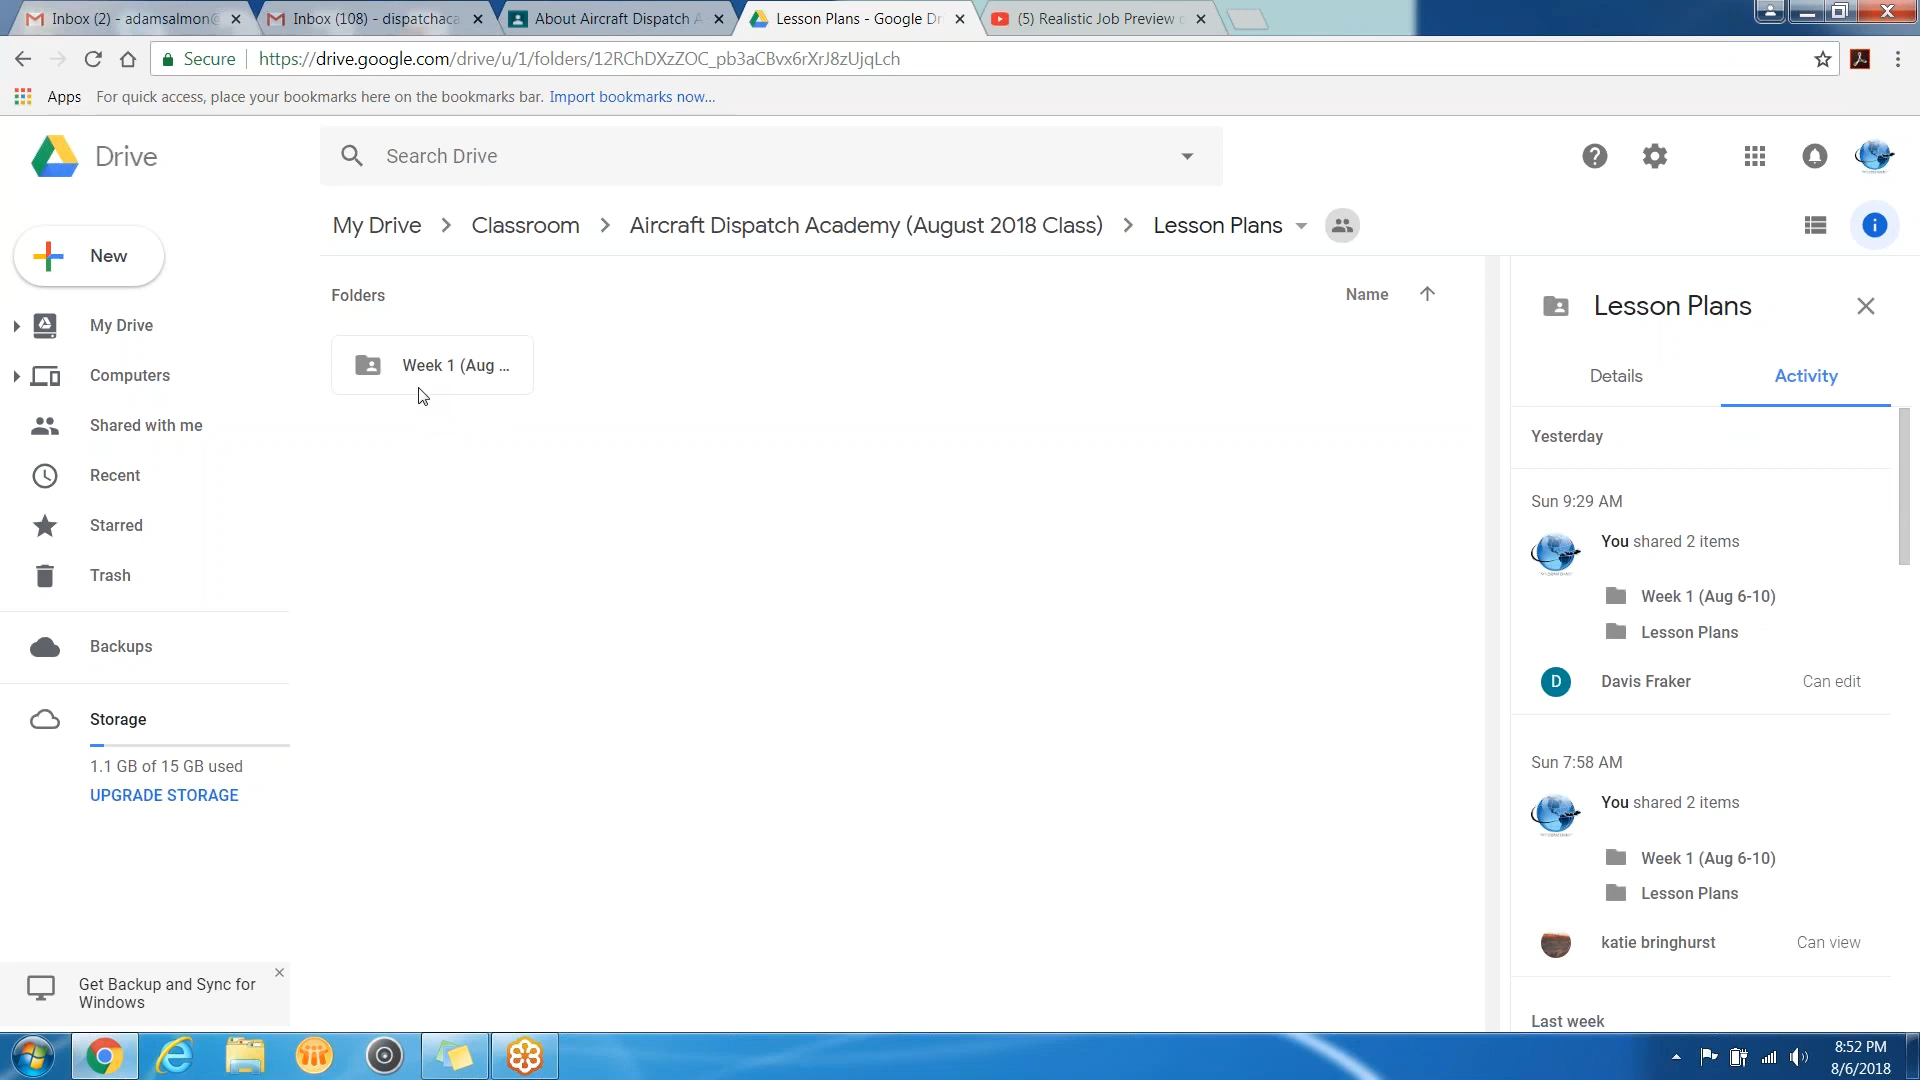 Inbox (2) - adamsalmon@
Inbox (108) - dispatchaca
About Aircraft Dispatch A
Lesson Plans - Google Dr
(5) Realistic Job Preview o
Secure
https://drive.google.com/drive/u/1/folders/12RChDXzZOC_pb3aCBvx6rXrJ8zUjqLch
Apps
For quick access, place your bookmarks here on the bookmarks bar. Import bookmarks now...
Drive
Search Drive
My Drive > Classroom > Aircraft Dispatch Academy (August 2018 Class) > Lesson Plans
New
My Drive
Computers
Shared with me
Recent
Starred
Trash
Backups
Storage
1.1 GB of 15 GB used
UPGRADE STORAGE
Get Backup and Sync for
Windows
Folders
Name
Week 1 (Aug ...
Lesson Plans
Details
Activity
Yesterday
Sun 9:29 AM
You shared 2 items
Week 1 (Aug 6-10)
Lesson Plans
D
Davis Fraker
Can edit
Sun 7:58 AM
You shared 2 items
Week 1 (Aug 6-10)
Lesson Plans
katie bringhurst
Can view
Last week
8:52 PM
8/6/2018